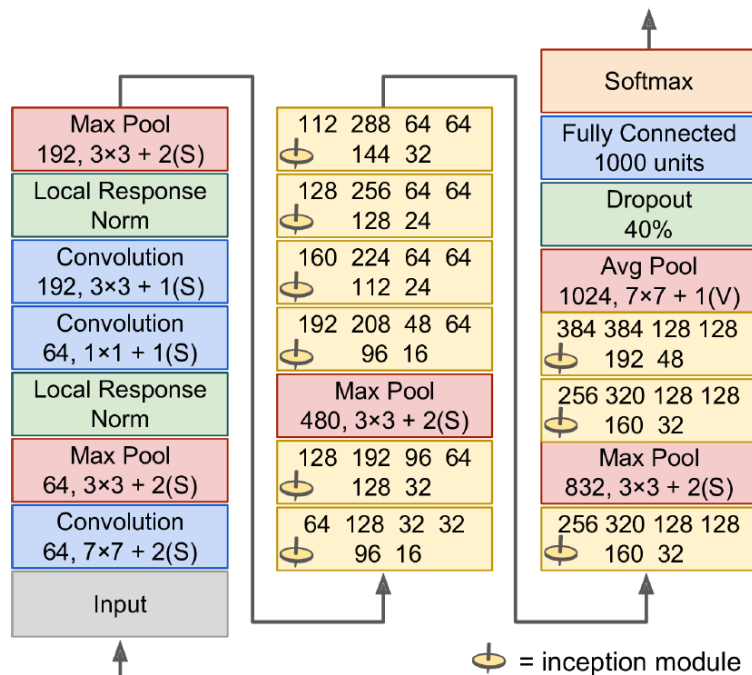 Max Pool
192, 3×3 + 2(S)
Local Response
Norm
Convolution
192, 3×3 + 1(S)
Convolution
64, 1×1 + 1(S)
Local Response
Norm
Max Pool
64, 3×3 + 2(S)
Convolution
64, 7×7 + 2(S)
Input
112 288 64 64
144 32
128 256 64 64
128 24
160 224 64 64
112 24
192 208 48 64
96 16
Max Pool
480, 3×3 + 2(S)
128 192 96 64
128 32
64 128 32 32
96 16
Softmax
Fully Connected
1000 units
Dropout
40%
Avg Pool
1024, 7×7 + 1(V)
384 384 128 128
192 48
256 320 128 128
160 32
Max Pool
832, 3×3 + 2(S)
256 320 128 128
160 32
= inception module